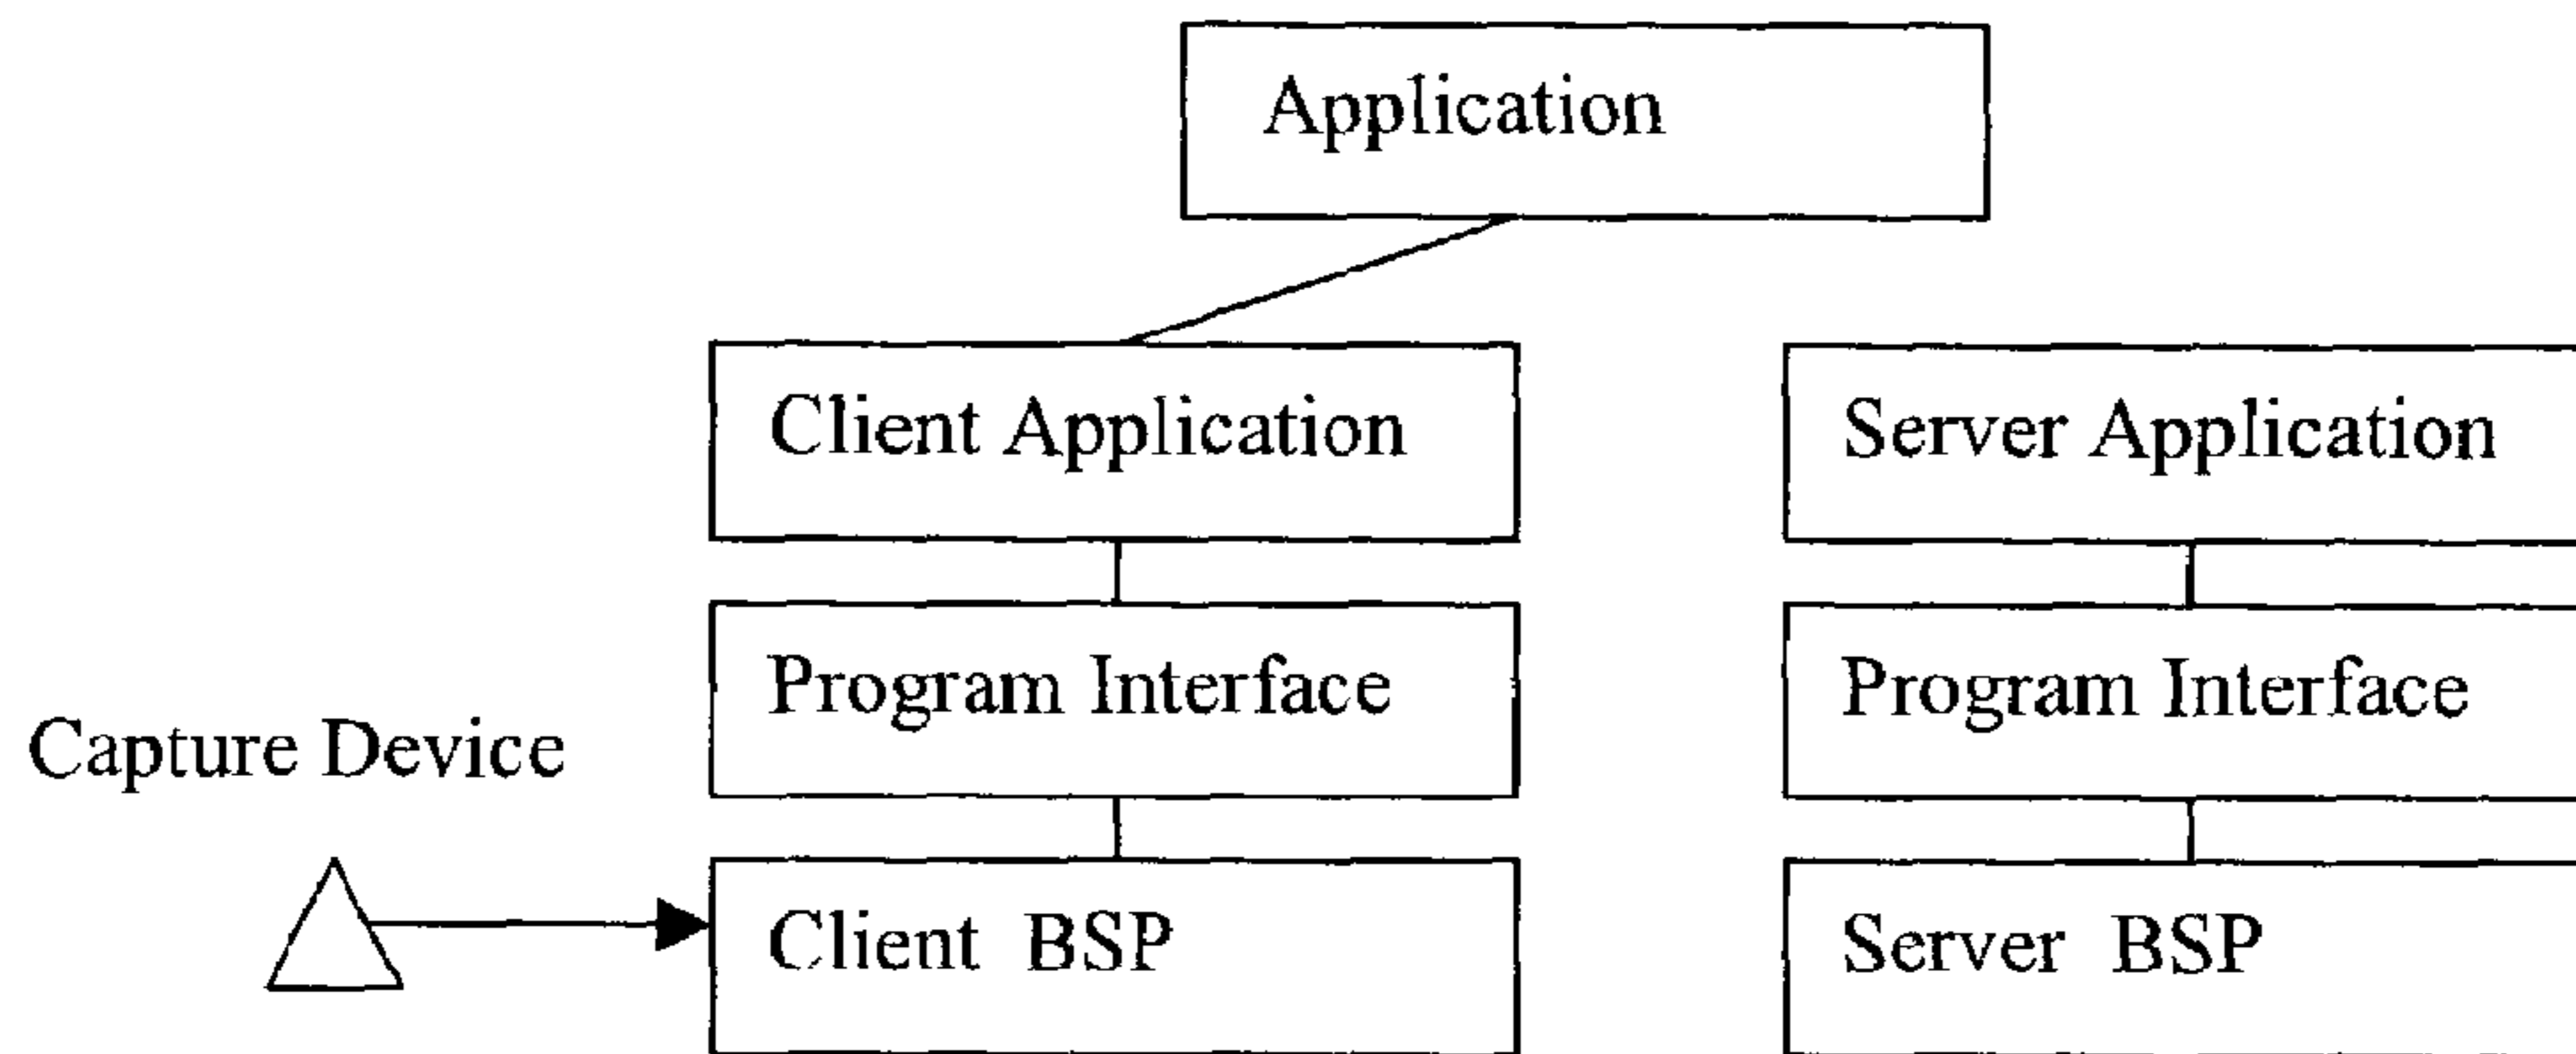 Application
Client Application
Server Application
Program Interface
Program Interface
Capture Device
Client BSP
Server BSP